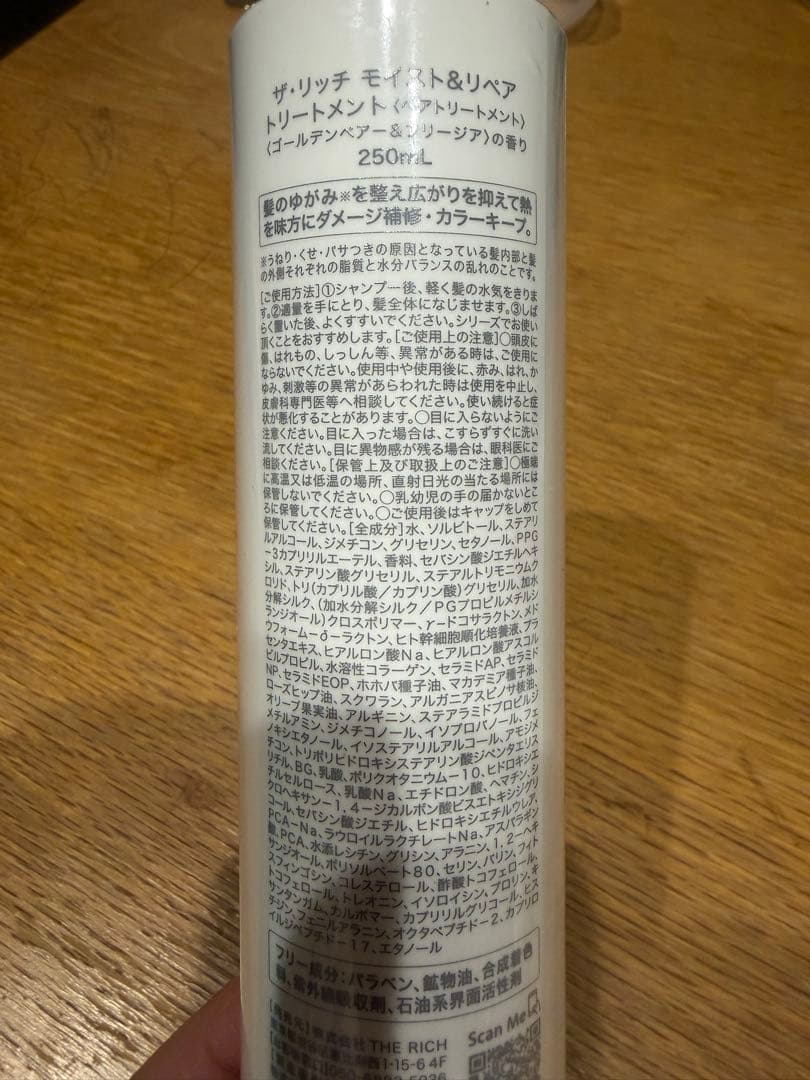 ザ・リッチ モイスト&リペア
トリートメント〈ヘアトリートメント〉
〈ゴールデンペアー&フリージア〉の香り
250mL
髪のゆがみ※を整え広がりを抑えて熱
を味方にダメージ補修・カラーキープ。
※うねり・くせ・パサつきの原因となっている髪内部と髪
の外側それぞれの脂質と水分バランスの乱れのことです。
[ご使用方法]①シャンプー後、軽く髪の水気をきりま
す。②適量を手にとり、髪全体になじませます。③しば
らく置いた後、よくすすいでください。シリーズでお使い
頂くことをおすすめします。[ご使用上の注意]○頭皮に
傷、はれもの、しっしん等、異常がある時は、ご使用に
ならないでください。使用中や使用後に、赤み、はれ、か
ゆみ、刺激等の異常があらわれた時は使用を中止し、
皮膚科専門医等へ相談してください。使い続けると症
状が悪化することがあります。○目に入らないようにご
注意ください。目に入った場合は、こすらずすぐに洗い
流してください。目に異物感が残る場合は、眼科医にご
相談ください。[保管上及び取扱上のご注意]○極端
に高温又は低温の場所、直射日光の当たる場所には
保管しないでください。○乳幼児の手の届かないとこ
ろに保管してください。○ご使用後はキャップをしめて
保管してください。[全成分]水、ソルビトール、ステアリ
ルアルコール、ジメチコン、グリセリン、セタノール、PPG
-3カプリリルエーテル、香料、セバシン酸ジエチルヘキ
シル、ステアリン酸グリセリル、ステアルトリモニウムク
ロリド、トリ(カプリル酸/カプリン酸)グリセリル、加水
分解シルク、(加水分解シルク/PGプロピルメチルシ
ランジオール)クロスポリマー、γ-ドコサラクトン、メド
ウフォーム-δ-ラクトン、ヒト幹細胞順化培養液、プラ
センタエキス、ヒアルロン酸Na、ヒアルロン酸アスコル
ビルプロピル、水溶性コラーゲン、セラミドAP、セラミド
NP、セラミドEOP、ホホバ種子油、マカデミア種子油、
ローズヒップ油、スクワラン、アルガニアスピノサ核油、
オリーブ果実油、アルギニン、ステアラミドプロピルジ
メチルアミン、ジメチコノール、イソプロパノール、フェ
ノキシエタノール、イソステアリルアルコール、アモジメ
チコン、トリポリヒドロキシステアリン酸ジペンタエリス
リチル、BG、乳酸、ポリクオタニウム-10、ヒドロキシエ
チルセルロース、乳酸Na、エチドロン酸、ヘマチン、シ
クロヘキサン-1,4-ジカルボン酸ビスエトキシジグリ
コール、セバシン酸ジエチル、ヒドロキシエチルウレア、
PCA-Na、ラウロイルラクチレートNa、アスパラギン
酸、PCA、水添レシチン、グリシン、アラニン、1,2-ヘキ
サンジオール、ポリソルベート80、セリン、バリン、フィト
スフィンゴシン、コレステロール、酢酸トコフェロール、
トコフェロール、トレオニン、イソロイシン、プロリン、キ
サンタンガム、カルボマー、カプリリルグリコール、ヒス
チジン、フェニルアラニン、オクタペプチド-2、カプロ
イルジペプチド-17、エタノール
フリー成分:パラベン、鉱物油、合成着色
料、紫外線吸収剤、石油系界面活性剤
[発売元]株式会社 THE RICH
西1-15-6 4F
Scan Me